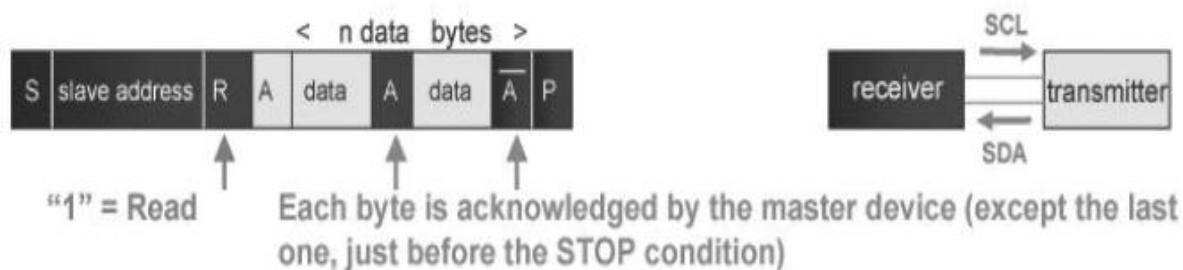 < n data bytes >
S slave address R A data A data A̅ P
SCL
receiver transmitter
SDA
“1” = Read
Each byte is acknowledged by the master device (except the last
one, just before the STOP condition)